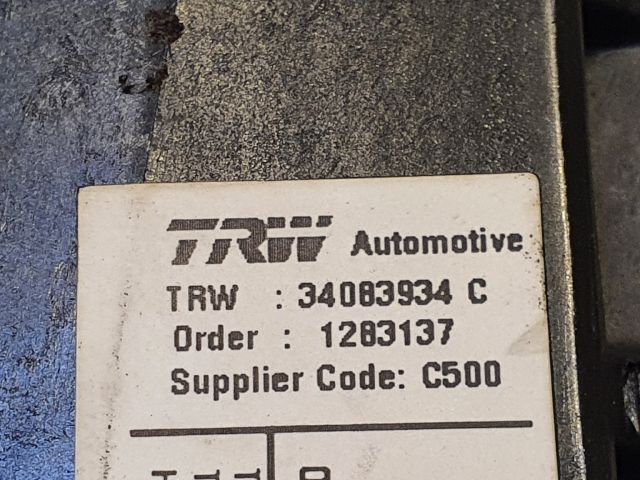 TRW Automotive
TRW : 34083934 C
Order : 1283137
Supplier Code: C500